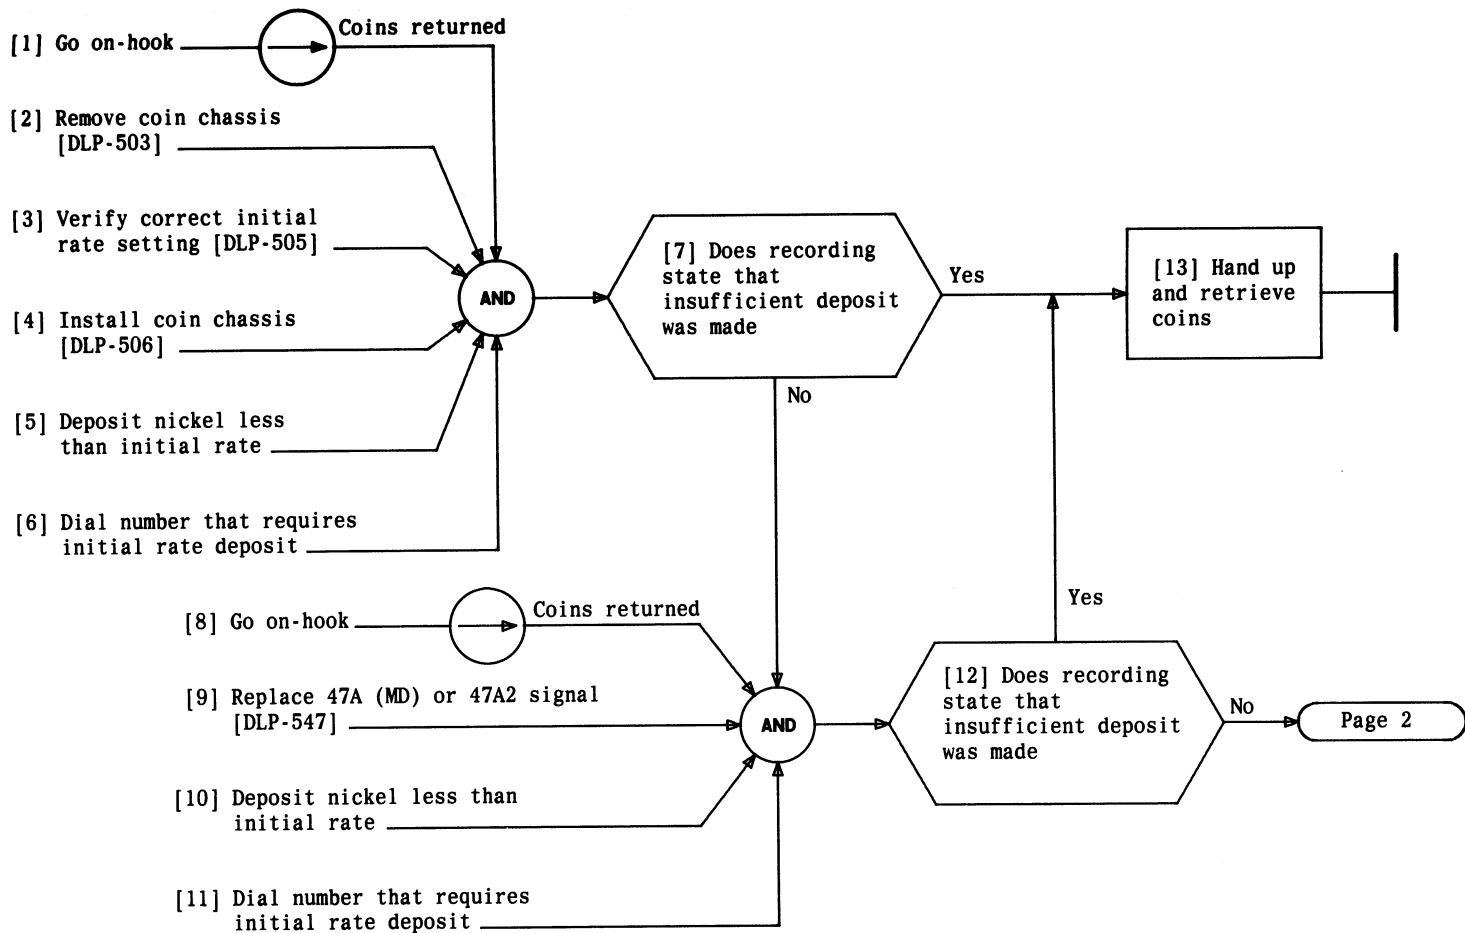 [1] Go on-hook
Coins returned
[2] Remove coin chassis
[DLP-503]
[3] Verify correct initial
rate setting [DLP-505]
[4] Install coin chassis
[DLP-506]
[5] Deposit nickel less
than initial rate
[6] Dial number that requires
initial rate deposit
AND
[7] Does recording
state that
insufficient deposit
was made
Yes
No
[13] Hand up
and retrieve
coins
[8] Go on-hook
Coins returned
[9] Replace 47A (MD) or 47A2 signal
[DLP-547]
[10] Deposit nickel less than
initial rate
[11] Dial number that requires
initial rate deposit
AND
[12] Does recording
state that
insufficient deposit
was made
Yes
No
Page 2